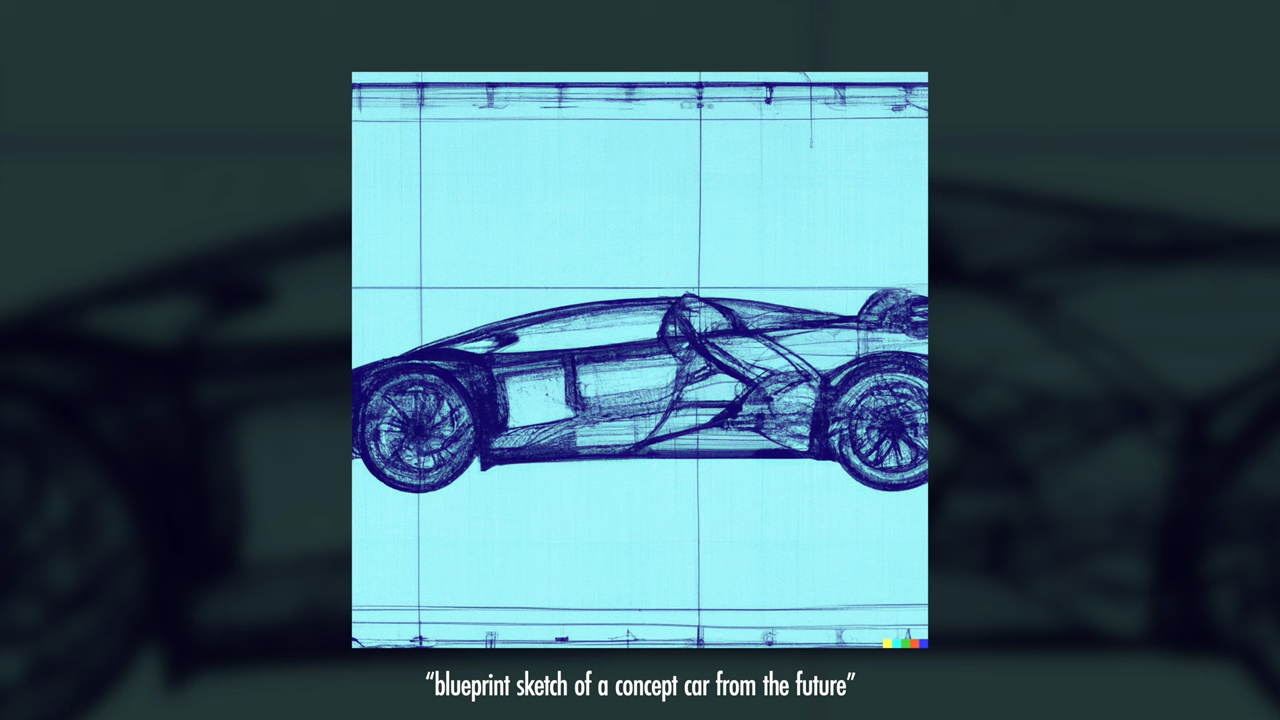 “blueprint sketch of a concept car from the future”